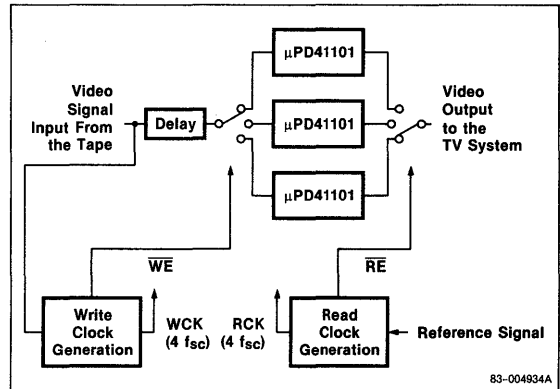 μPD41101
Video
Signal
Input From
the Tape
Delay
μPD41101
Video
Output
to the
TV System
μPD41101
WE
RE
Write
Clock
Generation
WCK
(4 fsc)
RCK
(4 fsc)
Read
Clock
Generation
Reference Signal
83-004934A